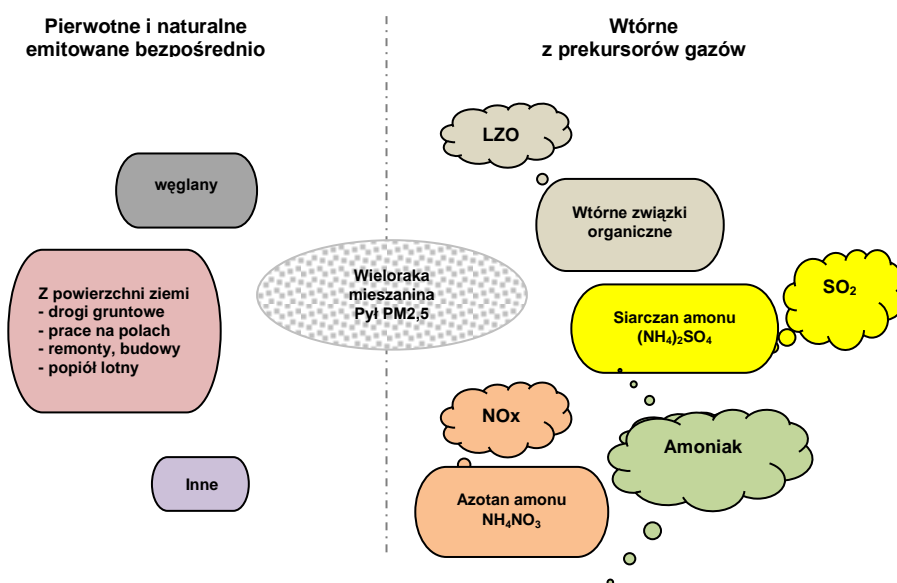 Pierwotne i naturalne
emitowane bezpośrednio
Wtórne
z prekursorów gazów
LZO
węglany
Wtórne związki
organiczne
Z powierzchni ziemi
- drogi gruntowe
- prace na polach
- remonty, budowy
- popiół lotny
Wieloraka
mieszanina
Pył PM2,5
SO₂
Siarczan amonu
(NH₄)₂SO₄
NOx
Amoniak
Inne
Azotan amonu
NH₄NO₃